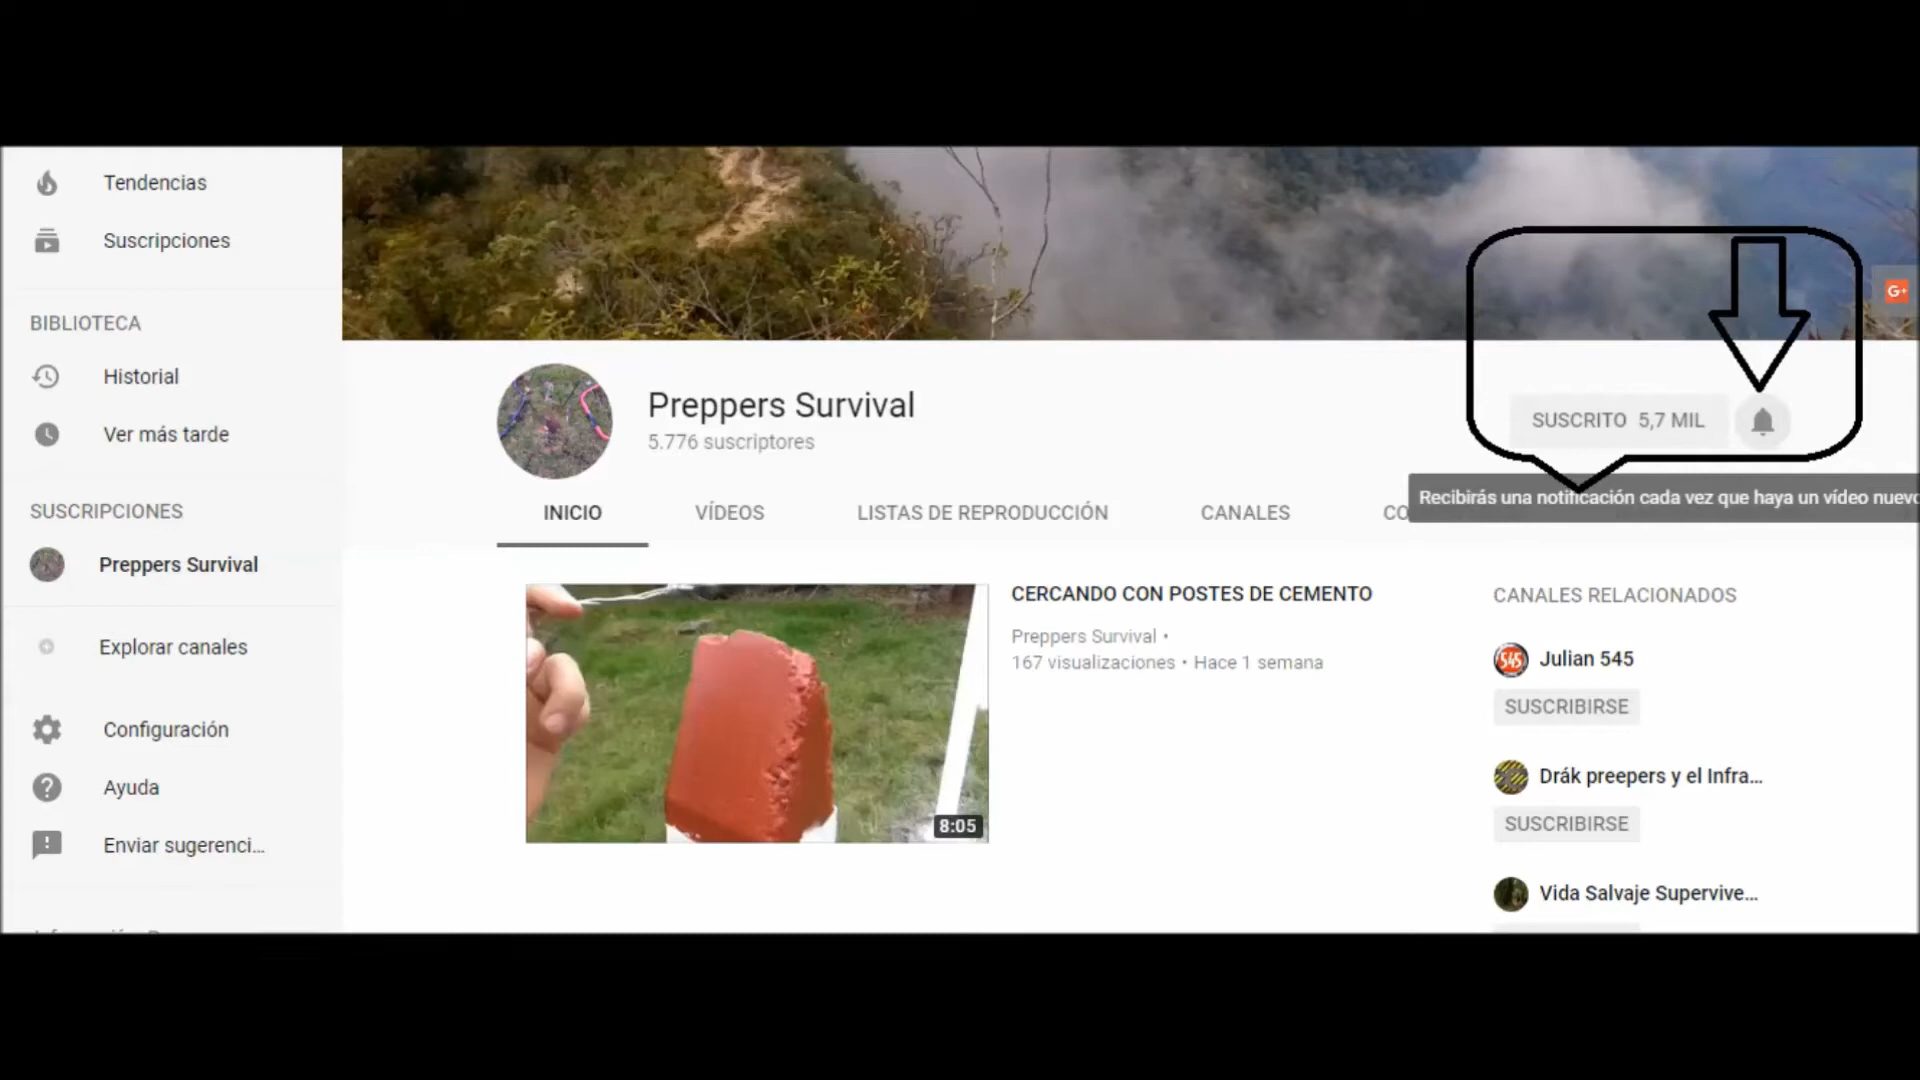 Tendencias
Suscripciones
BIBLIOTECA
Historial
Ver más tarde
SUSCRIPCIONES
Preppers Survival
Explorar canales
Configuración
Ayuda
Enviar sugerenci...
G+
Preppers Survival
5.776 suscriptores
SUSCRITO 5,7 MIL
Recibirás una notificación cada vez que haya un vídeo nuevo
INICIO VÍDEOS LISTAS DE REPRODUCCIÓN CANALES CO
8:05
CERCANDO CON POSTES DE CEMENTO
Preppers Survival •
167 visualizaciones • Hace 1 semana
CANALES RELACIONADOS
545
Julian 545
SUSCRIBIRSE
Drák preepers y el Infra...
SUSCRIBIRSE
Vida Salvaje Supervive...